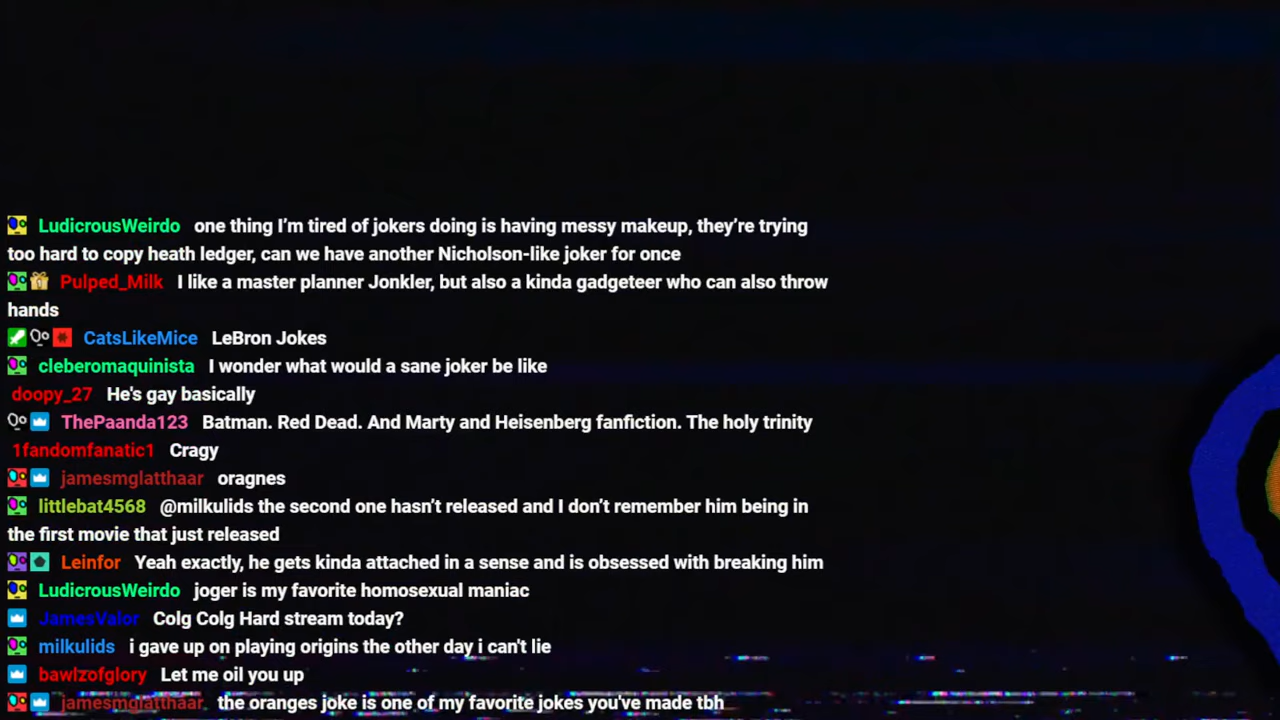 LudicrousWeirdo one thing I’m tired of jokers doing is having messy makeup, they’re trying
too hard to copy heath ledger, can we have another Nicholson-like joker for once
Pulped_Milk I like a master planner Jonkler, but also a kinda gadgeteer who can also throw
hands
CatsLikeMice LeBron Jokes
cleberomaquinista I wonder what would a sane joker be like
doopy_27 He's gay basically
ThePaanda123 Batman. Red Dead. And Marty and Heisenberg fanfiction. The holy trinity
1fandomfanatic1 Cragy
jamesmglatthaar oragnes
littlebat4568 @milkulids the second one hasn’t released and I don’t remember him being in
the first movie that just released
Leinfor Yeah exactly, he gets kinda attached in a sense and is obsessed with breaking him
LudicrousWeirdo joger is my favorite homosexual maniac
JamesValor Colg Colg Hard stream today?
milkulids i gave up on playing origins the other day i can't lie
bawlzofglory Let me oil you up
jamesmglatthaar the oranges joke is one of my favorite jokes you've made tbh